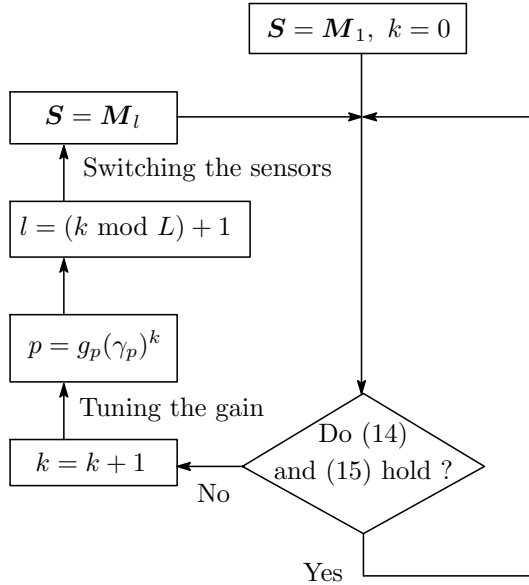 S = M₁, k = 0
S = Mₗ
Switching the sensors
l = (k mod L) + 1
p = gₚ(γₚ)ᵏ
Tuning the gain
Do (14)
and (15) hold ?
k = k + 1
No
Yes